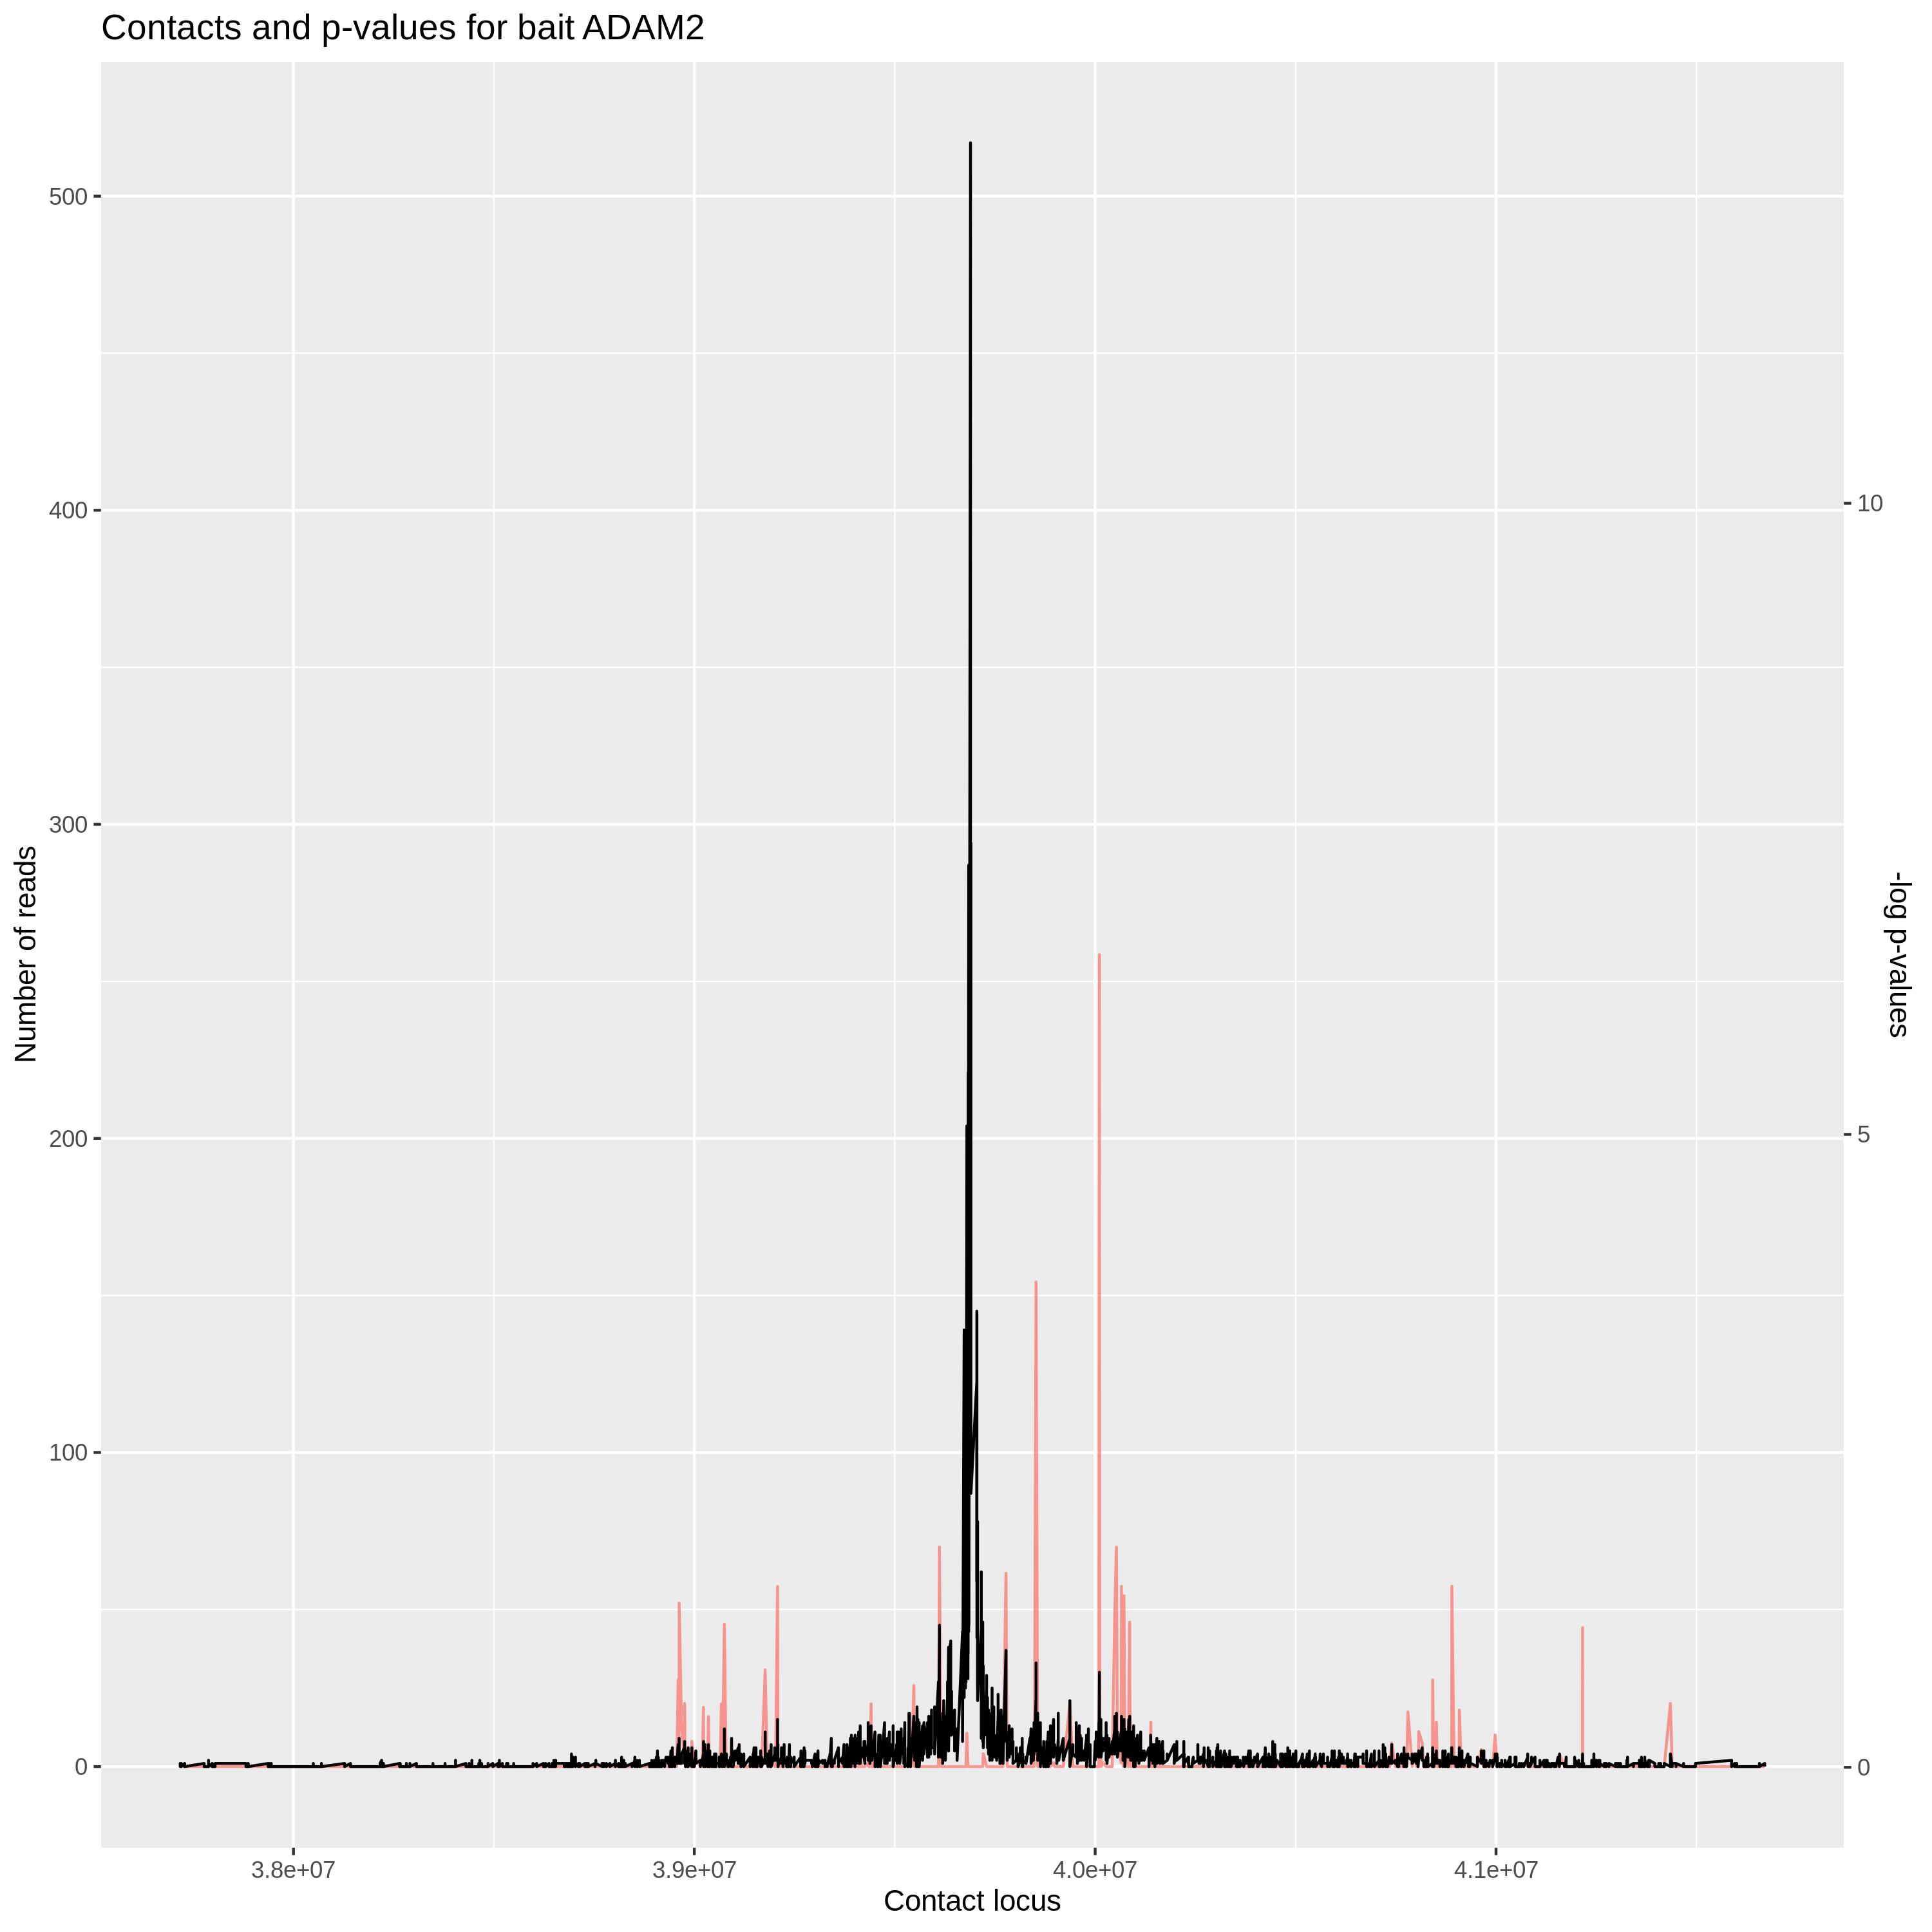 Contacts and p-values for bait ADAM2
500
400
300
200
100
0
Number of reads
10
5
0
-log p-values
3.8e+07
3.9e+07
4.0e+07
4.1e+07
Contact locus